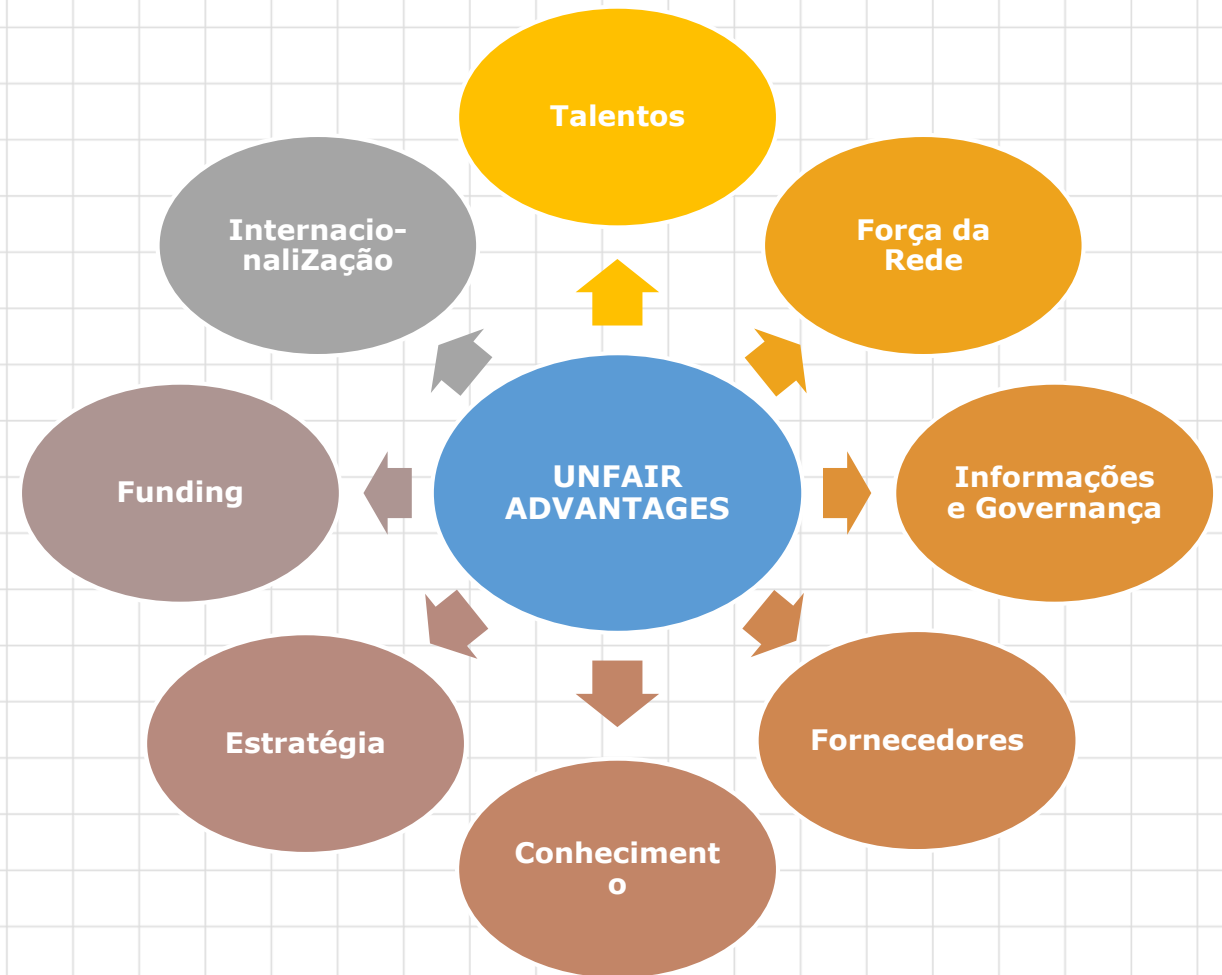 Talentos
Internacio-
naliZação
Força da
Rede
Funding
UNFAIR
ADVANTAGES
Informações
e Governança
Estratégia
Fornecedores
Conheciment
o